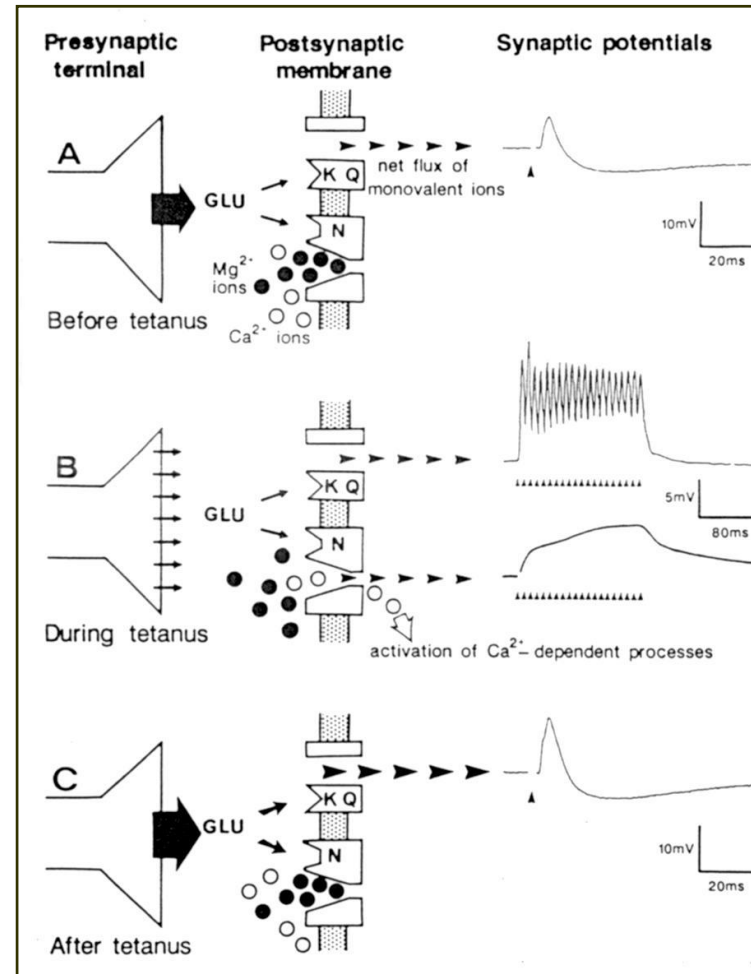 Presynaptic
terminal
Postsynaptic
membrane
Synaptic potentials
A
GLU
K Q
N
net flux of
monovalent ions
Mg2+
ions
Ca2+ ions
10mV
20ms
Before tetanus
B
GLU
K Q
N
5mV
80ms
During tetanus
activation of Ca2+– dependent processes
C
GLU
K Q
N
10mV
20ms
After tetanus